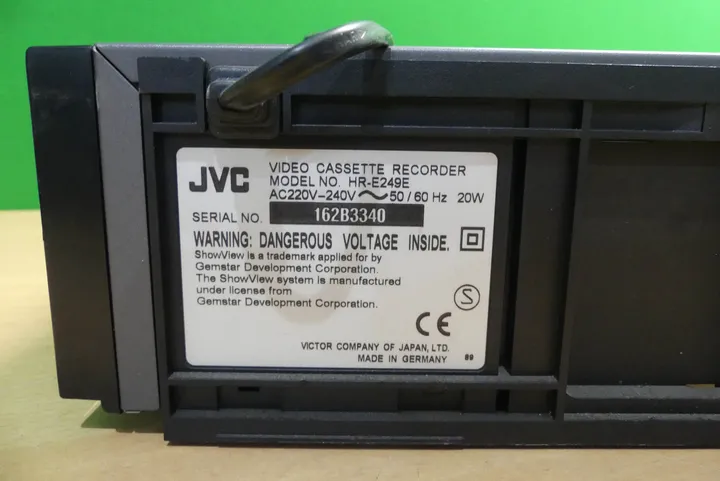 JVC
VIDEO CASSETTE RECORDER
MODEL NO. HR-E249E
AC220V-240V~50/60 Hz 20W
SERIAL NO. 162B3340
WARNING: DANGEROUS VOLTAGE INSIDE.
ShowView is a trademark applied for by
Gemstar Development Corporation.
The ShowView system is manufactured
under license from
Gemstar Development Corporation.
S
CE
VICTOR COMPANY OF JAPAN, LTD.
MADE IN GERMANY